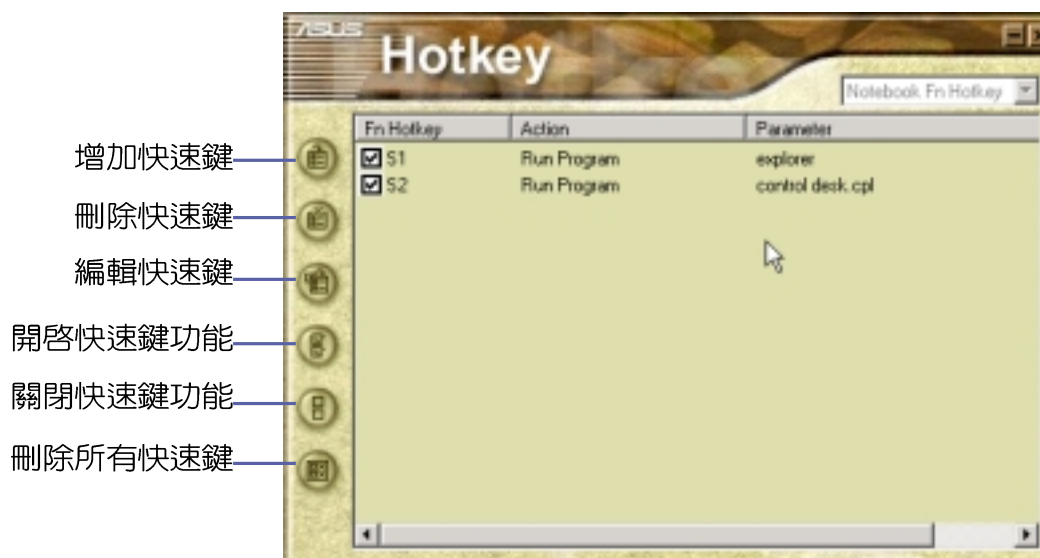 ASUS
Hotkey
Notebook Fn Hotkey
Fn Hotkey Action Parameter
S1 Run Program explorer
S2 Run Program control desk.cpl
增加快速鍵
刪除快速鍵
編輯快速鍵
開啟快速鍵功能
關閉快速鍵功能
刪除所有快速鍵